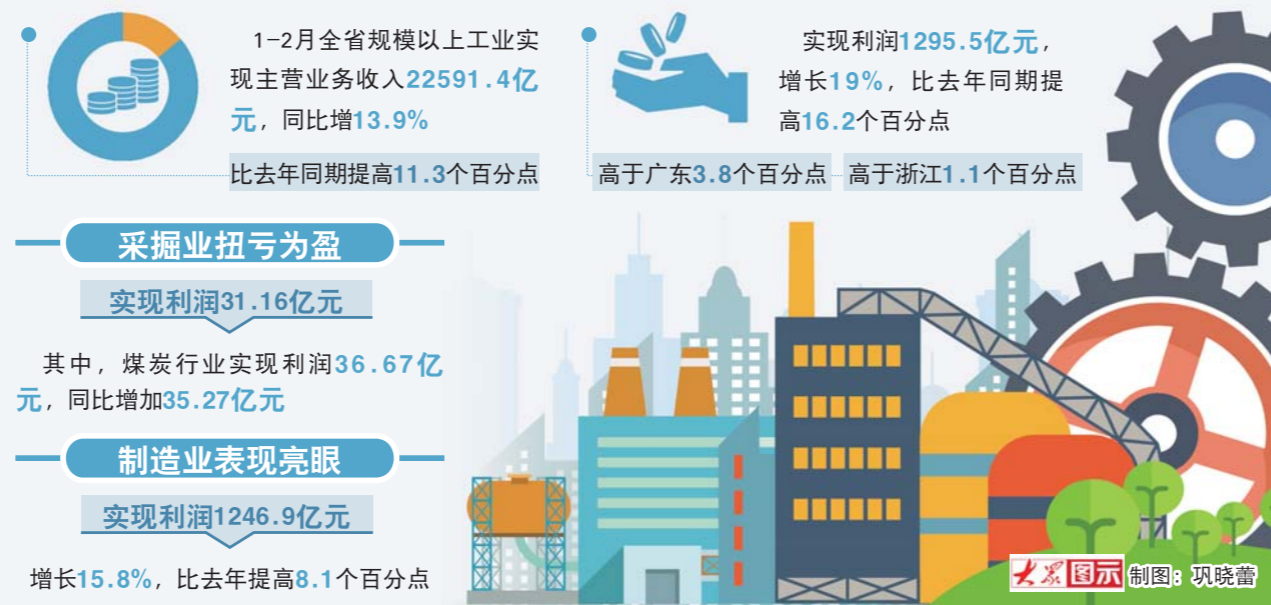 1-2月全省规模以上工业实
现主营业务收入22591.4亿
元，同比增13.9%
比去年同期提高11.3个百分点
实现利润1295.5亿元，
增长19%，比去年同期提
高16.2个百分点
高于广东3.8个百分点
高于浙江1.1个百分点
采掘业扭亏为盈
实现利润31.16亿元
其中，煤炭行业实现利润36.67亿
元，同比增加35.27亿元
制造业表现亮眼
实现利润1246.9亿元
增长15.8%，比去年提高8.1个百分点
大众图示 制图：巩晓蕾